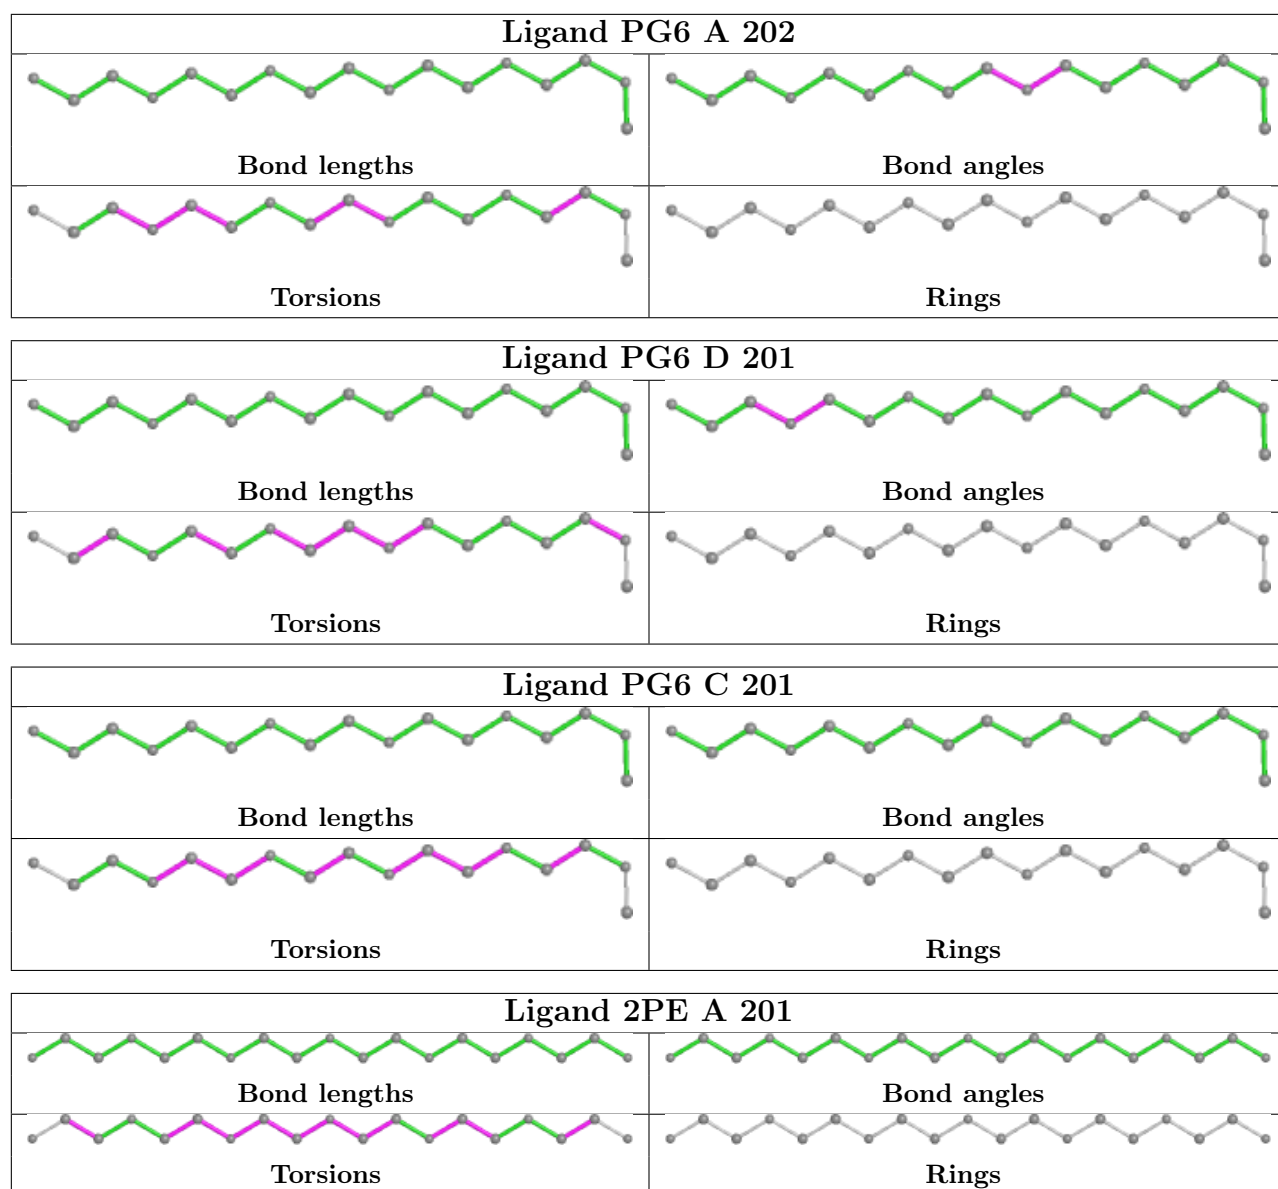 Ligand PG6 A 202
Bond lengths Bond angles
Torsions Rings
Ligand PG6 D 201
Bond lengths Bond angles
Torsions Rings
Ligand PG6 C 201
Bond lengths Bond angles
Torsions Rings
Ligand 2PE A 201
Bond lengths Bond angles
Torsions Rings